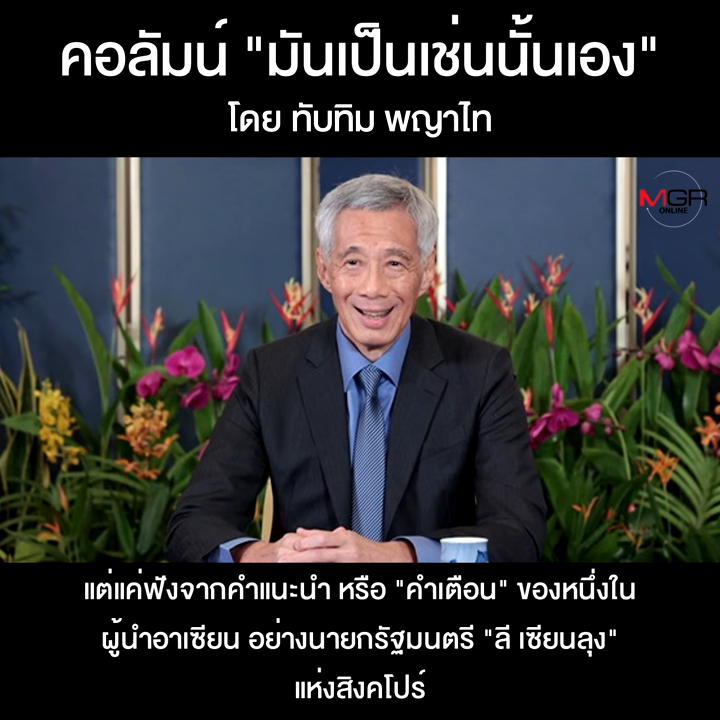 คอลัมน์ "มันเป็นเช่นนั้นเอง"
โดย ทับทิม พญาไท
MGR
ONLINE
แต่แค่ฟังจากคำแนะนำ หรือ "คำเตือน" ของหนึ่งใน
ผู้นำอาเซียน อย่างนายกรัฐมนตรี "ลี เซียนลุง"
แห่งสิงคโปร์